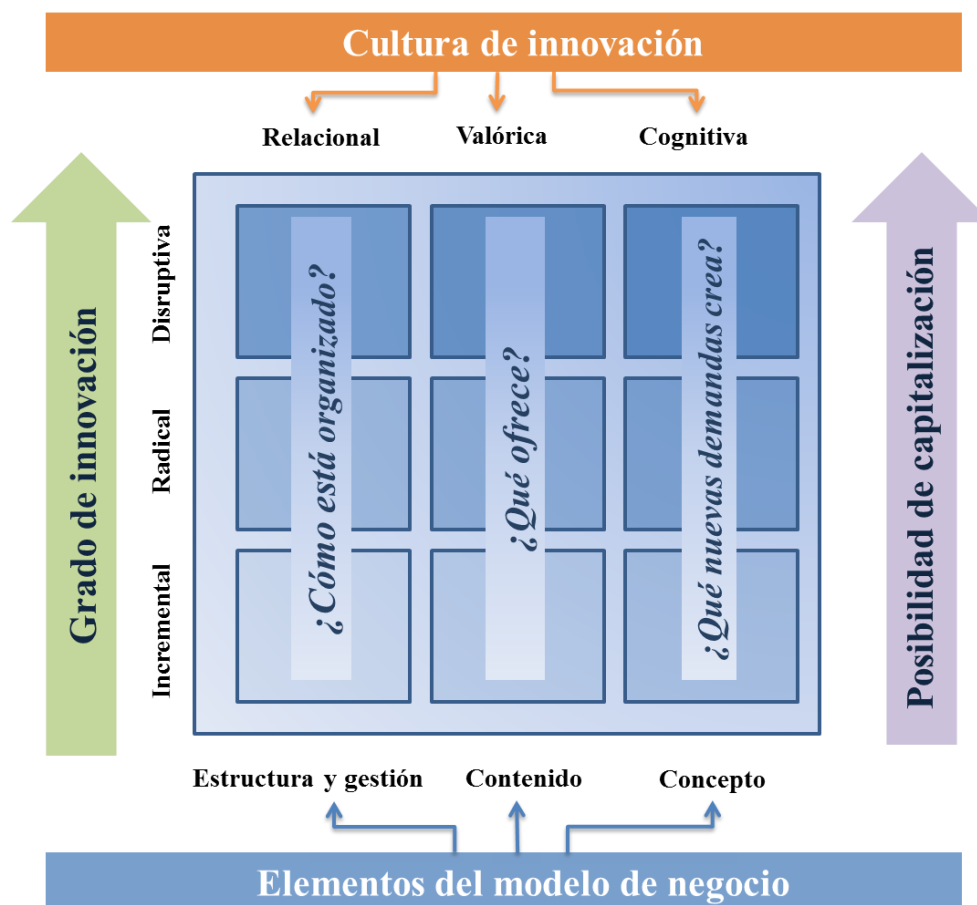 Cultura de innovación
Relacional
Valórica
Cognitiva
Grado de innovación
Disruptiva
Radical
Incremental
¿Cómo está organizado?
¿Qué ofrece?
¿Qué nuevas demandas crea?
Posibilidad de capitalización
Estructura y gestión
Contenido
Concepto
Elementos del modelo de negocio